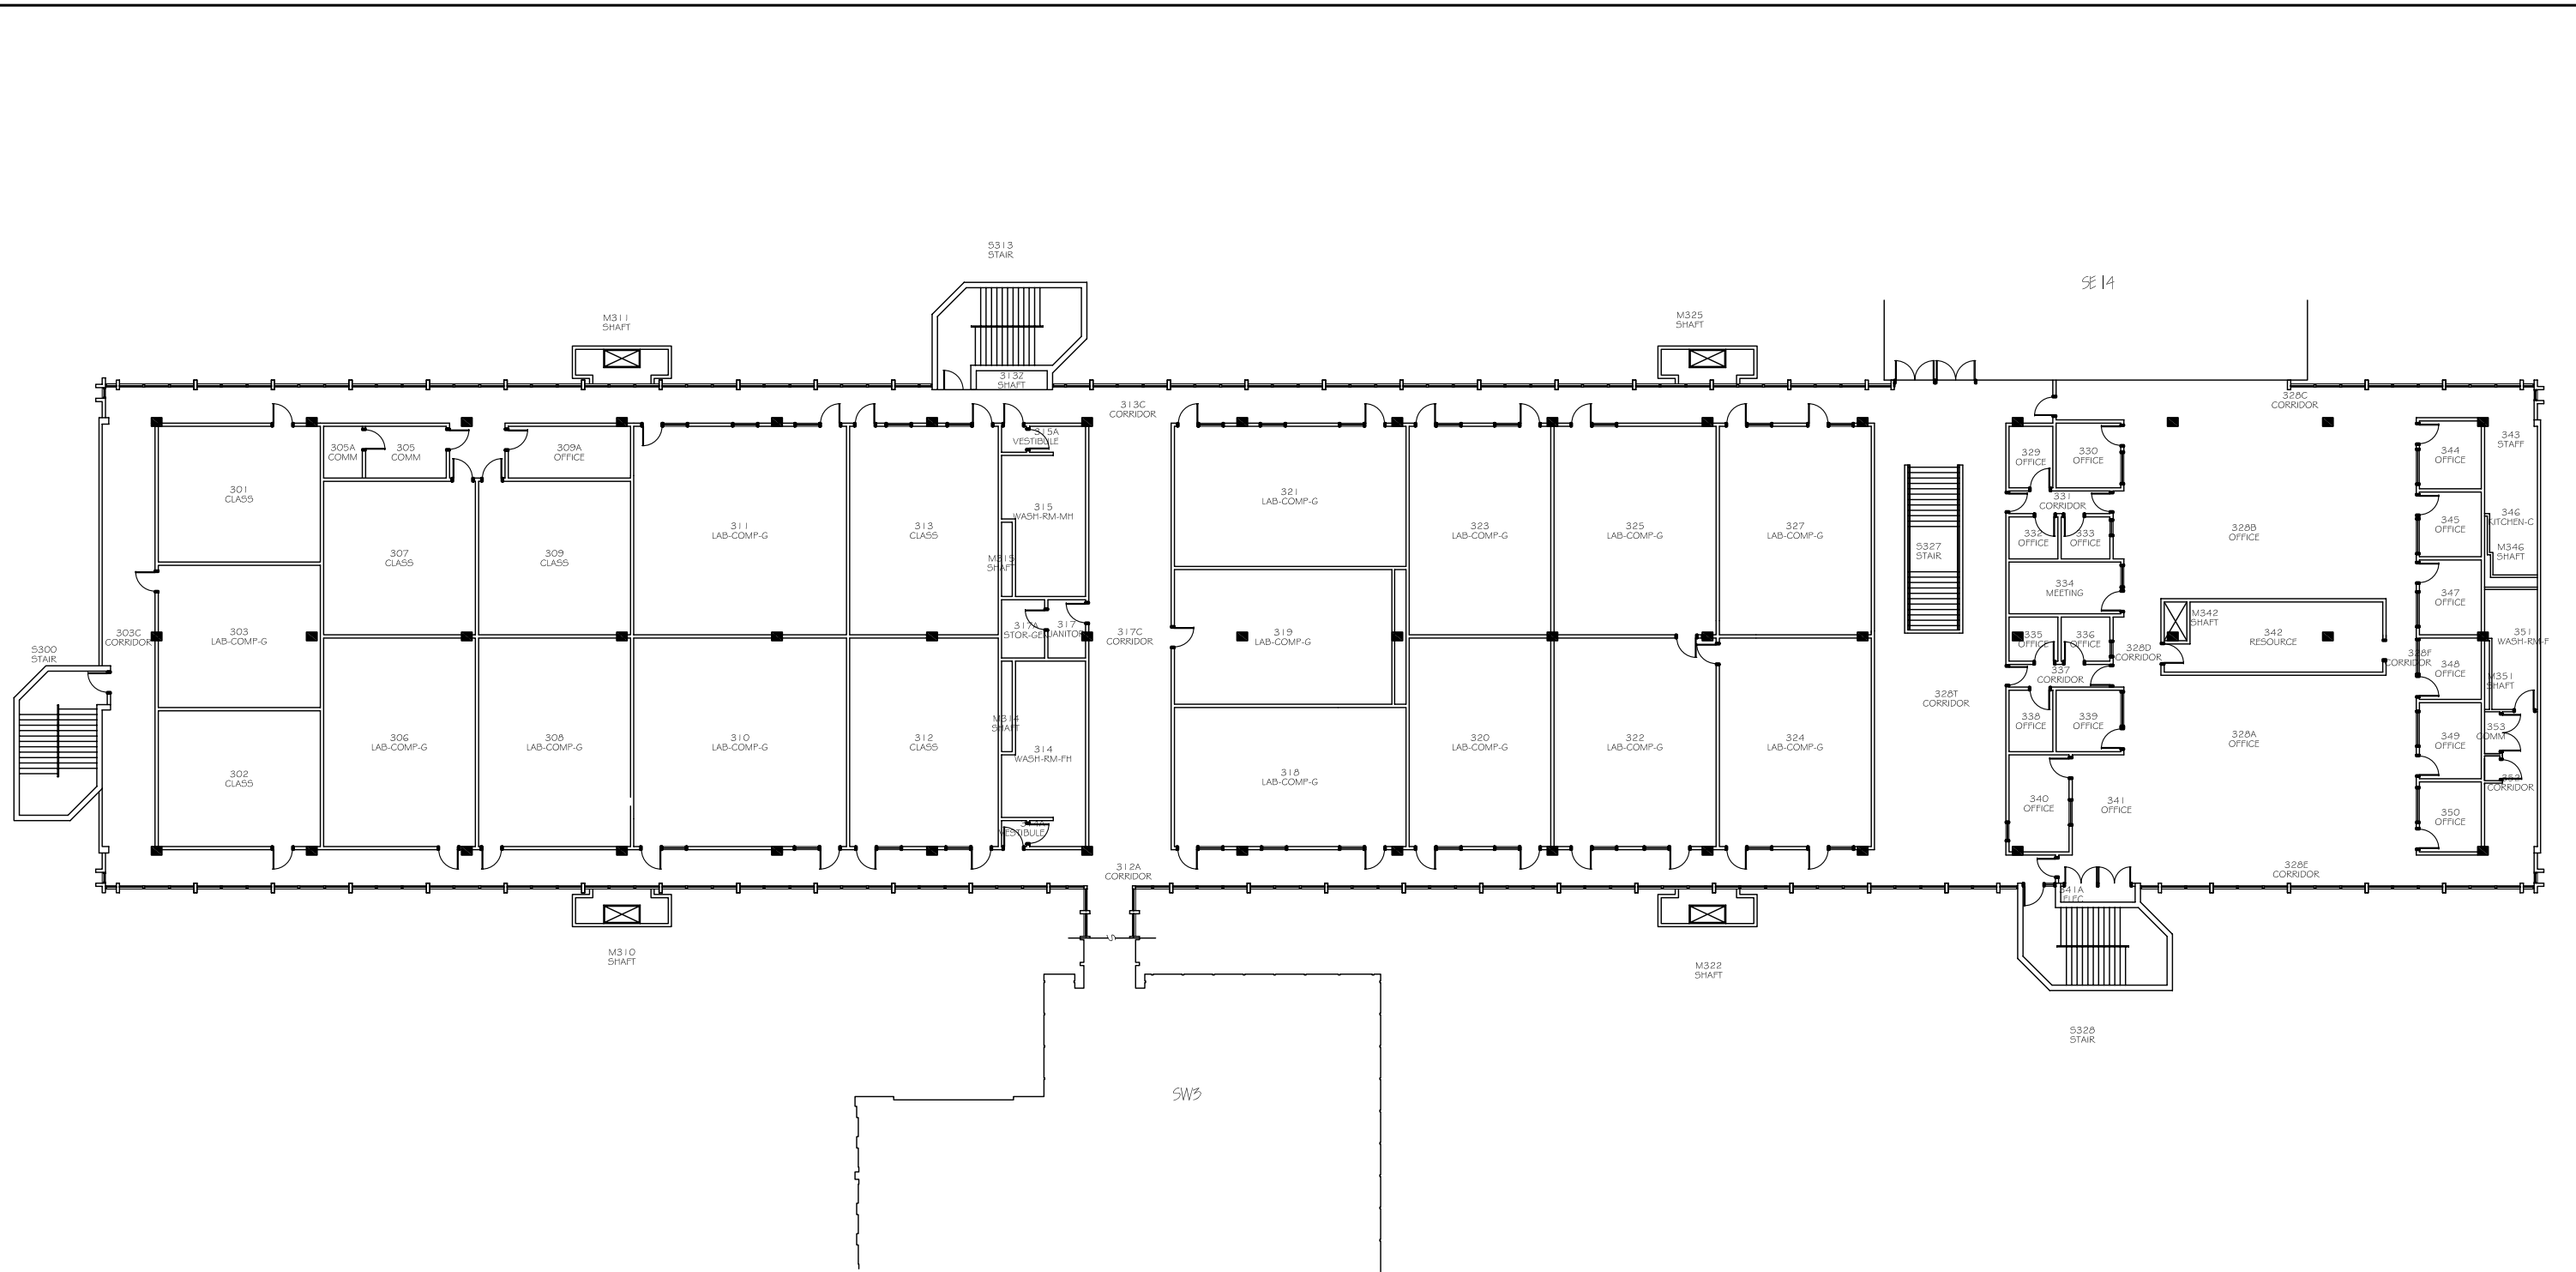 S313
STAIR
SE 14
M311
SHAFT
M325
SHAFT
313Z
SHAFT
313C
CORRIDOR
328C
CORRIDOR
305A
COMM
305
COMM
309A
OFFICE
315A
VESTIBULE
343
STAFF
329
OFFICE
330
OFFICE
344
OFFICE
301
CLASS
321
LAB-COMP-G
331
CORRIDOR
315
WASH-RM-MH
346
KITCHEN-C
311
LAB-COMP-G
313
CLASS
323
LAB-COMP-G
325
LAB-COMP-G
327
LAB-COMP-G
328B
OFFICE
345
OFFICE
332
OFFICE
333
OFFICE
307
CLASS
309
CLASS
M315
SHAFT
S327
STAIR
M346
SHAFT
334
MEETING
347
OFFICE
M342
SHAFT
317A
STOR-GE
317
JANITOR
303C
CORRIDOR
303
LAB-COMP-G
317C
CORRIDOR
319
LAB-COMP-G
335
OFFICE
336
OFFICE
342
RESOURCE
351
WASH-RM-F
S300
STAIR
328D
CORRIDOR
328F
CORRIDOR
348
OFFICE
337
CORRIDOR
M351
SHAFT
328T
CORRIDOR
338
OFFICE
339
OFFICE
M314
SHAFT
353
COMM
306
LAB-COMP-G
308
LAB-COMP-G
310
LAB-COMP-G
312
CLASS
314
WASH-RM-FH
320
LAB-COMP-G
322
LAB-COMP-G
324
LAB-COMP-G
328A
OFFICE
349
OFFICE
302
CLASS
318
LAB-COMP-G
352
CORRIDOR
340
OFFICE
341
OFFICE
350
OFFICE
314A
VESTIBULE
312A
CORRIDOR
328E
CORRIDOR
341A
ELEC
M310
SHAFT
M322
SHAFT
S328
STAIR
SW3